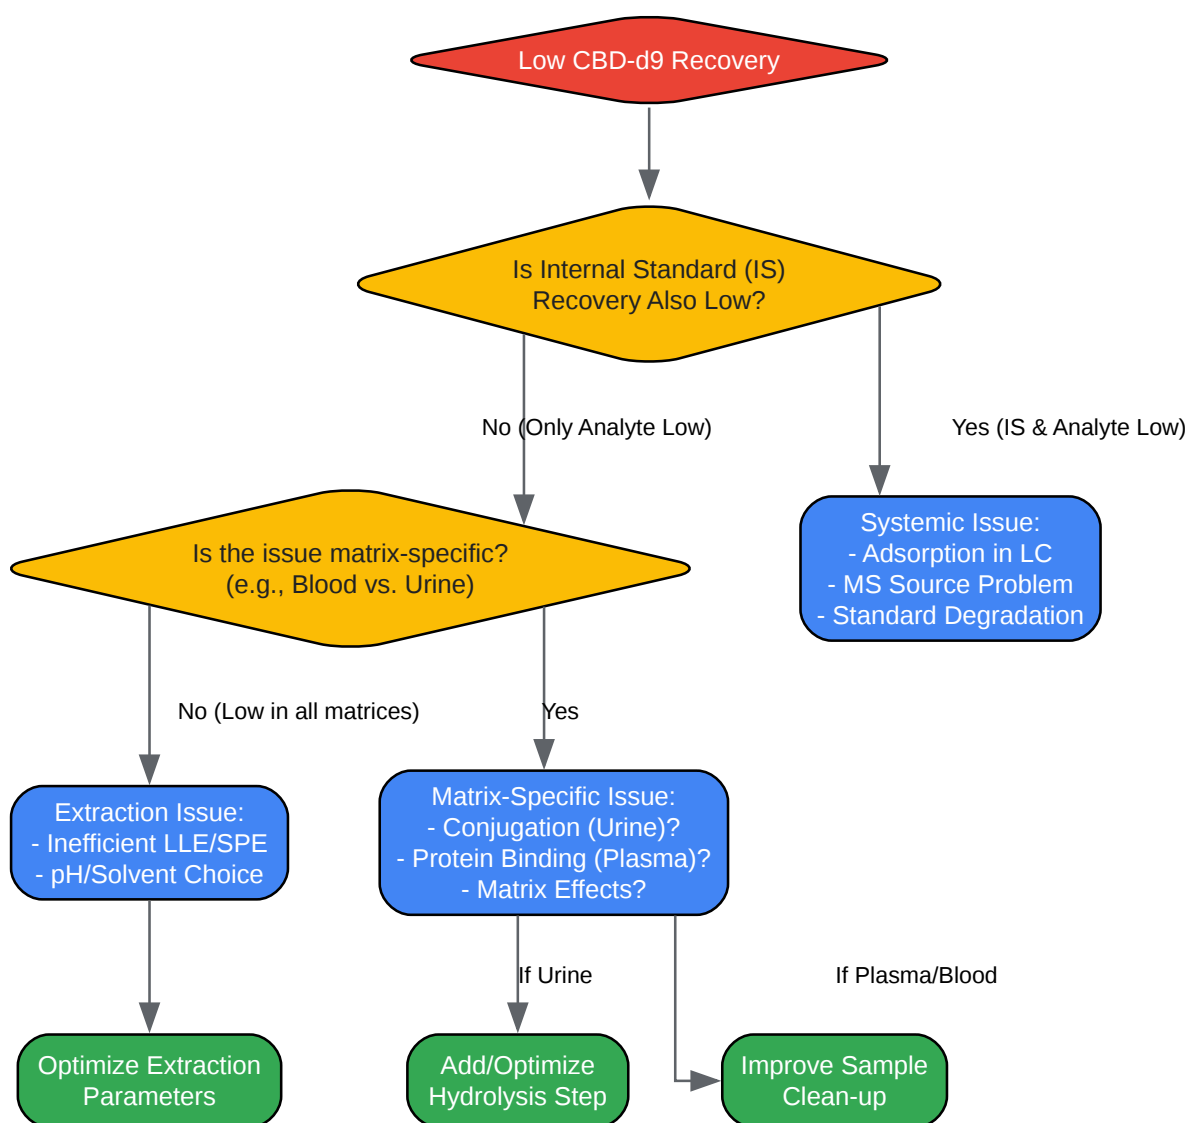 Low CBD-d9 Recovery
Is Internal Standard (IS)
Recovery Also Low?
No (Only Analyte Low)
Yes (IS & Analyte Low)
Systemic Issue:
- Adsorption in LC
- MS Source Problem
- Standard Degradation
Is the issue matrix-specific?
(e.g., Blood vs. Urine)
No (Low in all matrices)
Yes
Extraction Issue:
- Inefficient LLE/SPE
- pH/Solvent Choice
Matrix-Specific Issue:
- Conjugation (Urine)?
- Protein Binding (Plasma)?
- Matrix Effects?
If Urine
If Plasma/Blood
Optimize Extraction
Parameters
Add/Optimize
Hydrolysis Step
Improve Sample
Clean-up